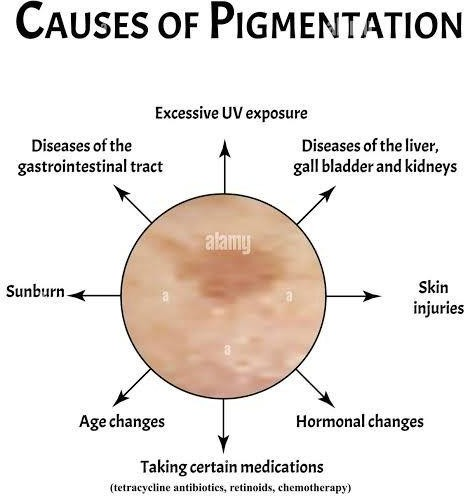 CAUSES OF PIGMENTATION
alamy
Excessive UV exposure
Diseases of the
gastrointestinal tract
Diseases of the liver,
gall bladder and kidneys
alamy
Sunburn
a
a
Skin
injuries
a
Age changes
Hormonal changes
Taking certain medications
(tetracycline antibiotics, retinoids, chemotherapy)